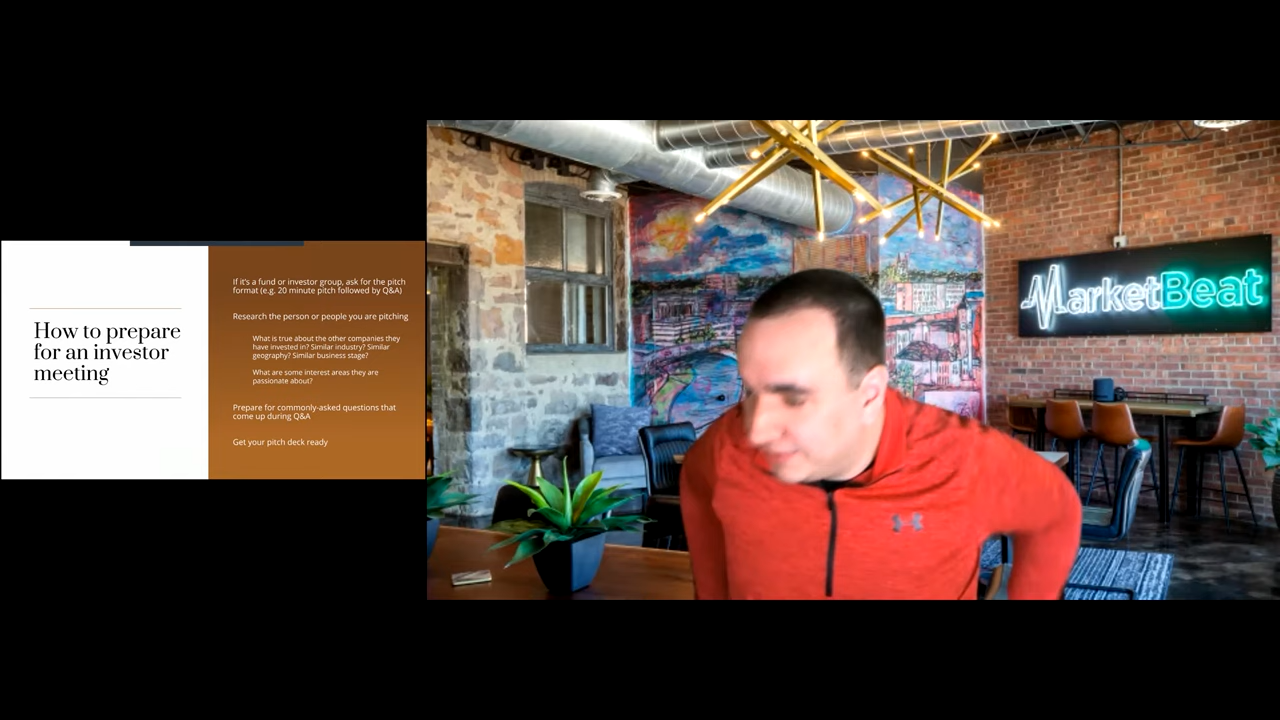 How to prepare
for an investor
meeting
If it's a fund or investor group, ask for the pitch
format (e.g. 20 minute pitch followed by Q&A)
Research the person or people you are pitching
What is true about the other companies they
have invested in? Similar industry? Similar
geography? Similar business stage?
What are some interest areas they are
passionate about?
Prepare for commonly-asked questions that
come up during Q&A
Get your pitch deck ready
MarketBeat